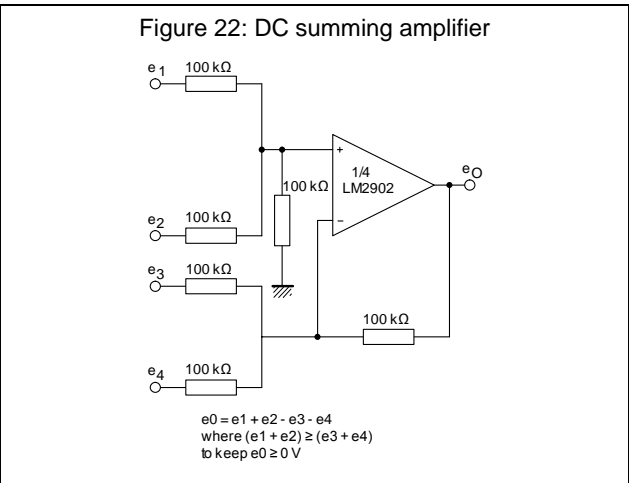 Figure 22: DC summing amplifier
e1 100 kΩ
+
1/4
LM2902
eO
100 kΩ
e2 100 kΩ
-
e3 100 kΩ
100 kΩ
e4 100 kΩ
e0 = e1 + e2 - e3 - e4
where (e1 + e2) ≥ (e3 + e4)
to keep e0 ≥ 0 V